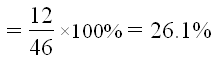 = 12/46 ×100% = 26.1%